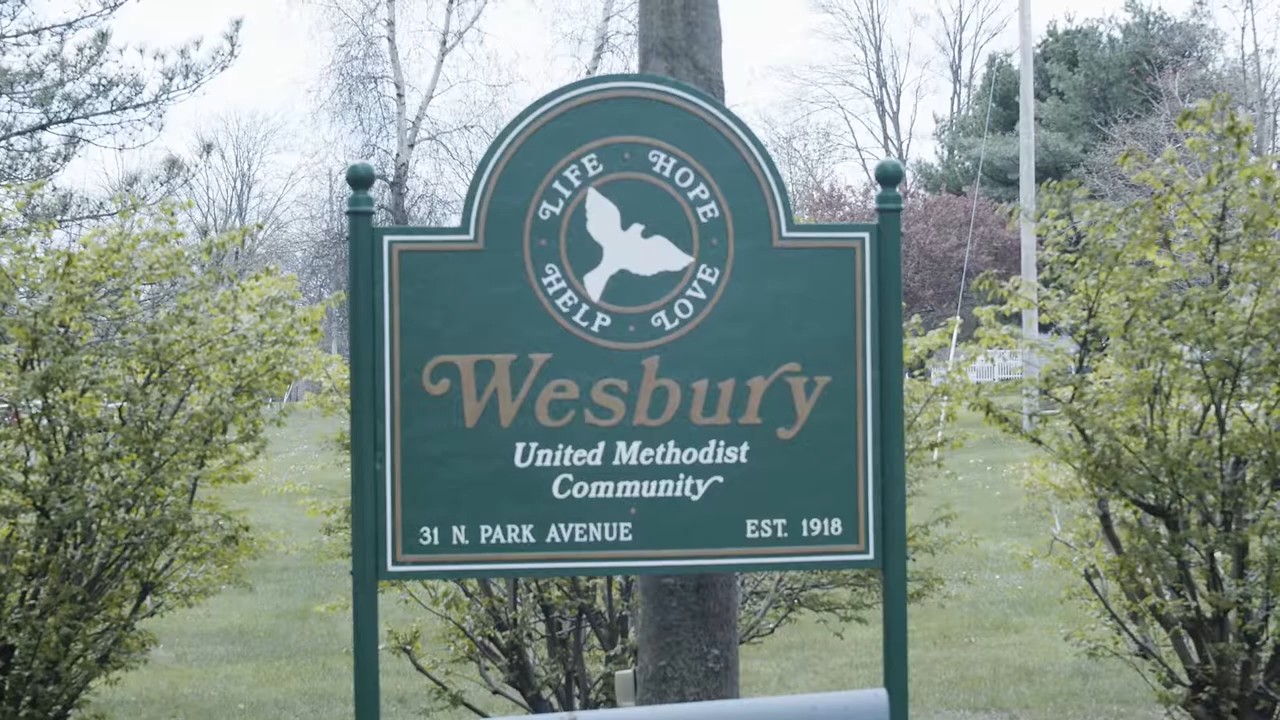 LIFE · HOPE
HELP · LOVE
Wesbury
United Methodist
Community
31 N. PARK AVENUE
EST. 1918